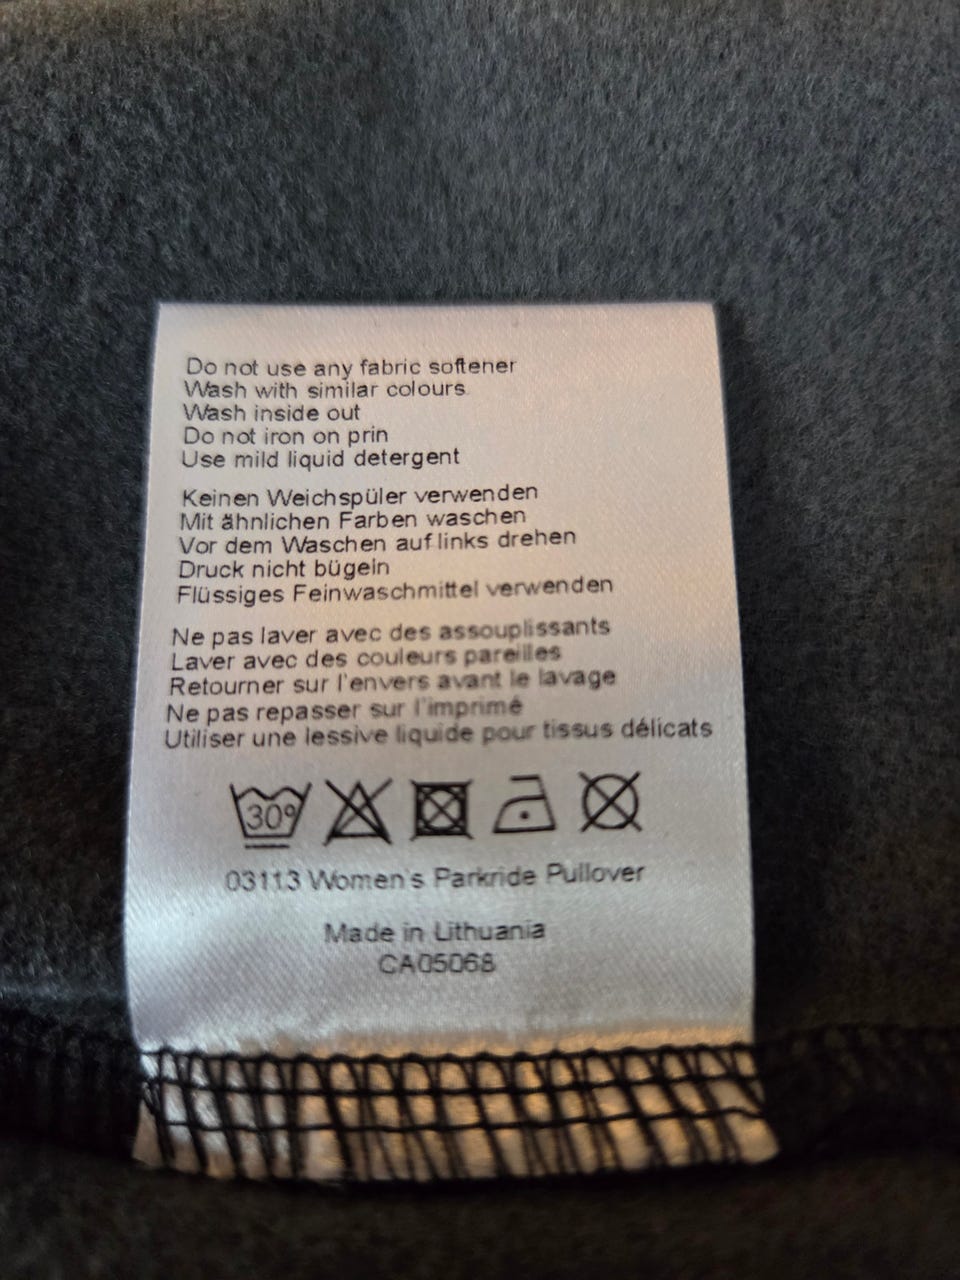 Do not use any fabric softener
Wash with similar colours
Wash inside out
Do not iron on prin
Use mild liquid detergent
Keinen Weichspüler verwenden
Mit ähnlichen Farben waschen
Vor dem Waschen auf links drehen
Druck nicht bügeln
Flüssiges Feinwaschmittel verwenden
Ne pas laver avec des assouplissants
Laver avec des couleurs pareilles
Retourner sur l'envers avant le lavage
Ne pas repasser sur l'imprimé
Utiliser une lessive liquide pour tissus délicats
30°
03113 Women's Parkride Pullover
Made in Lithuania
CA05068